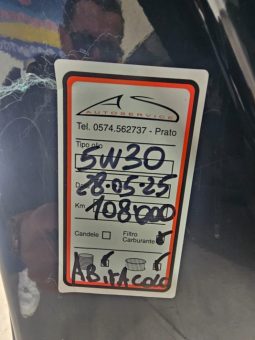 AUTOSERVICE
Tel. 0574.562737 - Prato
Tipo olio
5W30
28-05-25
Km 108000
Candele Filtro Carburante
ABITACOLO